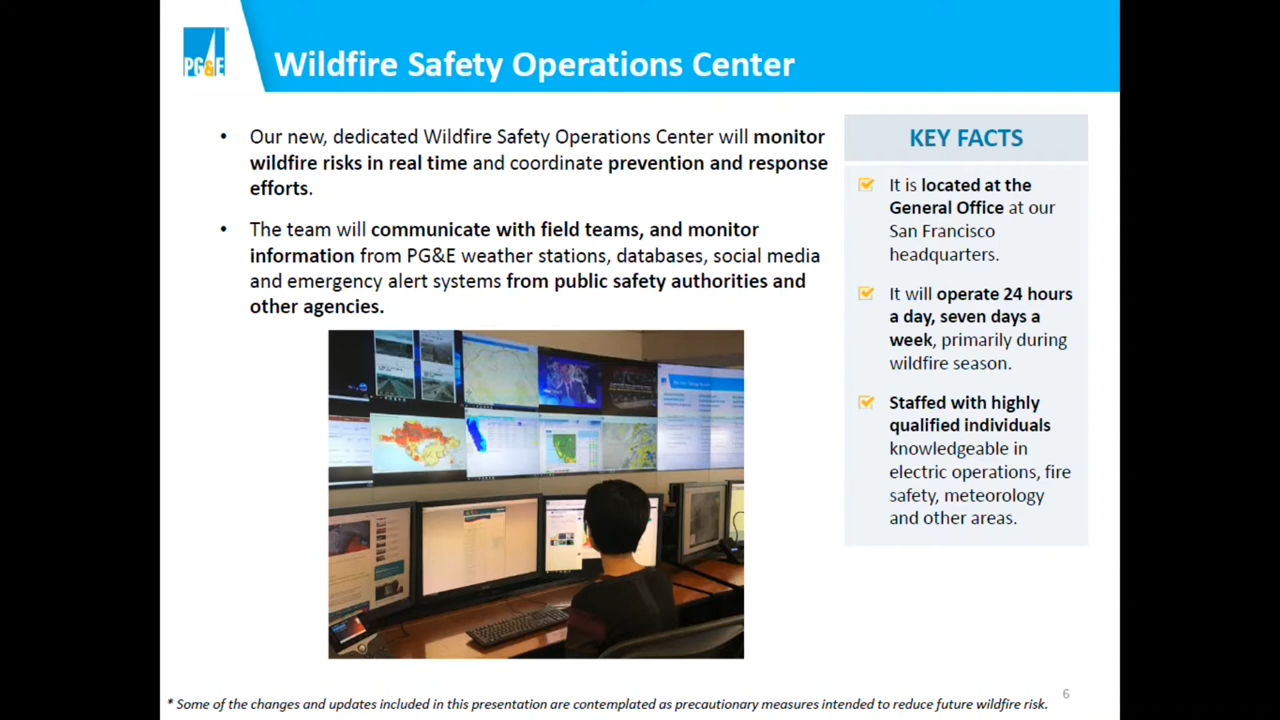 PG&E
Wildfire Safety Operations Center
• Our new, dedicated Wildfire Safety Operations Center will monitor
wildfire risks in real time and coordinate prevention and response
efforts.
• The team will communicate with field teams, and monitor
information from PG&E weather stations, databases, social media
and emergency alert systems from public safety authorities and
other agencies.
KEY FACTS
It is located at the
General Office at our
San Francisco
headquarters.
It will operate 24 hours
a day, seven days a
week, primarily during
wildfire season.
Staffed with highly
qualified individuals
knowledgeable in
electric operations, fire
safety, meteorology
and other areas.
6
* Some of the changes and updates included in this presentation are contemplated as precautionary measures intended to reduce future wildfire risk.